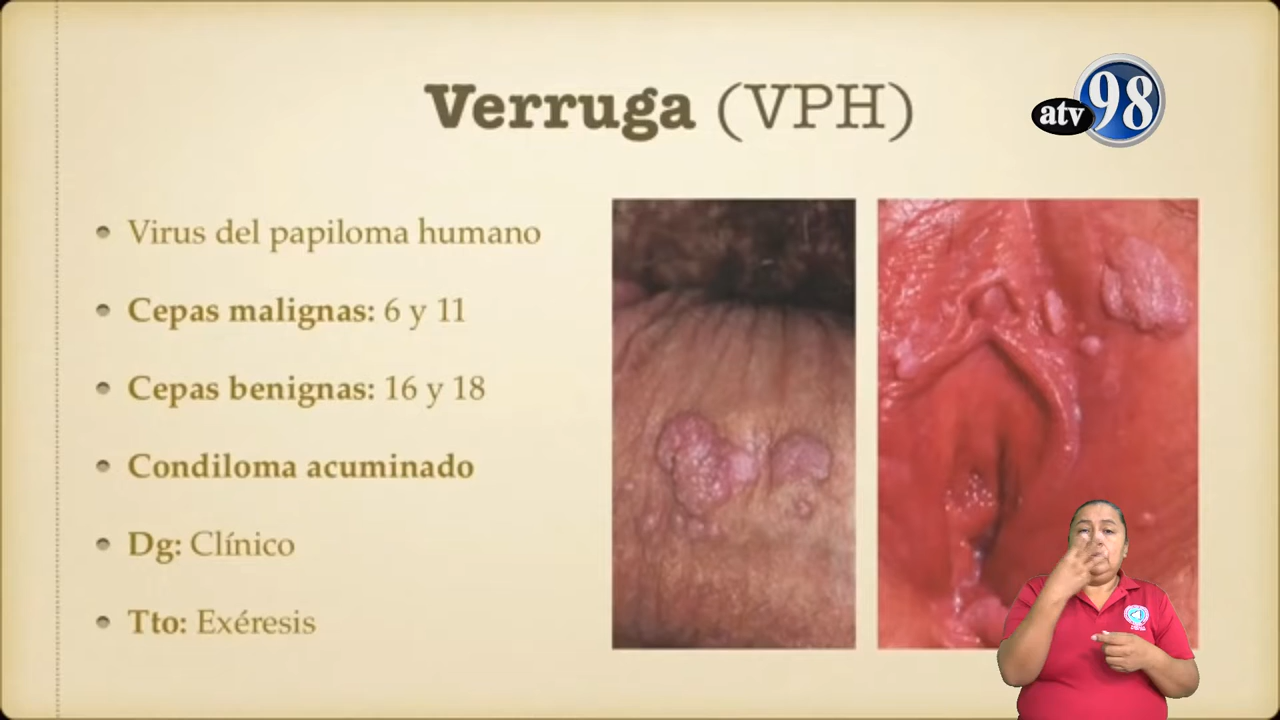 Verruga (VPH)
atv 98
Virus del papiloma humano
Cepas malignas: 6 y 11
Cepas benignas: 16 y 18
Condiloma acuminado
Dg: Clínico
Tto: Exéresis